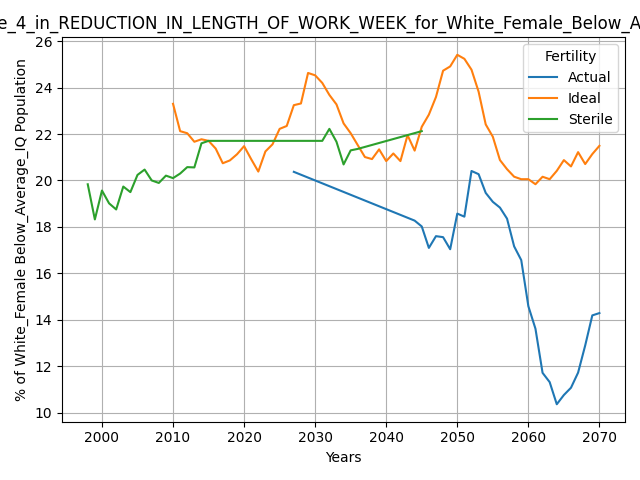 e_4_in_REDUCTION_IN_LENGTH_OF_WORK_WEEK_for_White_Female_Below_A
% of White_Female Below_Average_IQ Population
26
24
22
20
18
16
14
12
10
2000 2010 2020 2030 2040 2050 2060 2070
Years
Fertility
Actual
Ideal
Sterile